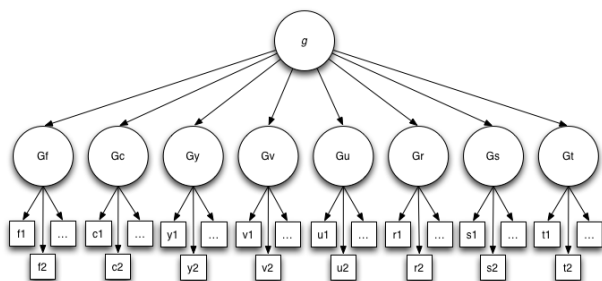 g
Gf Gc Gy Gv Gu Gr Gs Gt
f1 ... c1 ... y1 ... v1 ... u1 ... r1 ... s1 ... t1 ...
f2 c2 y2 v2 u2 r2 s2 t2